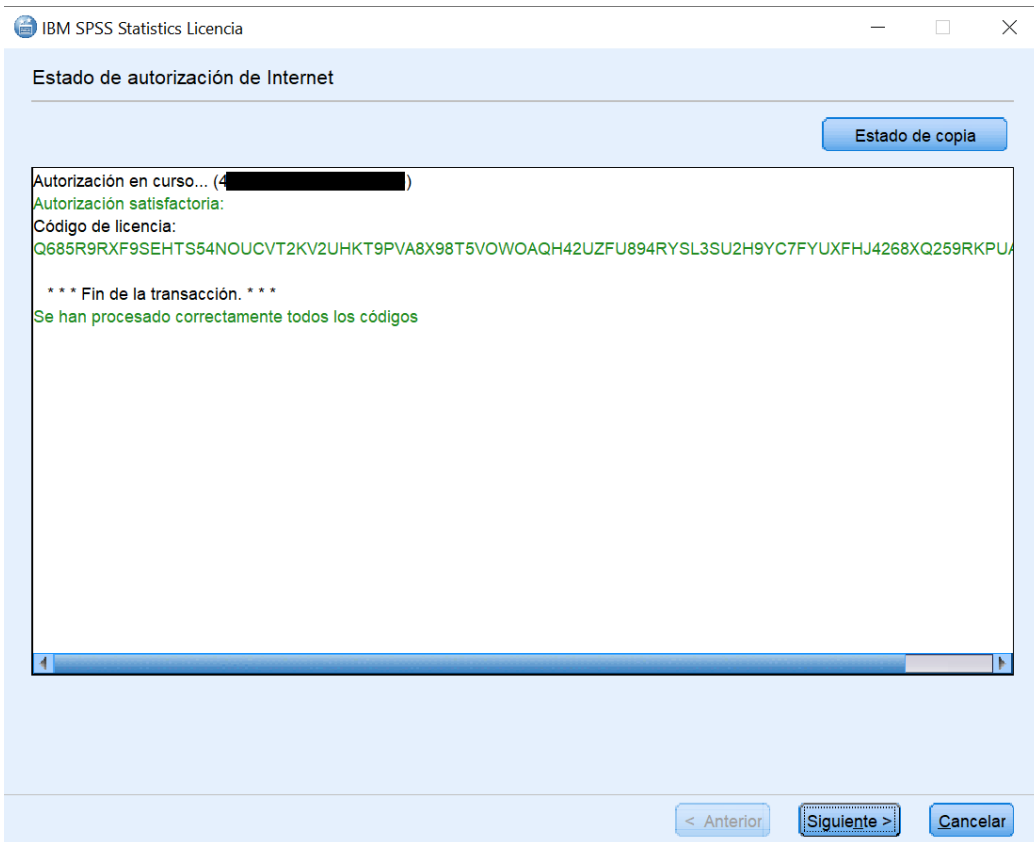 IBM SPSS Statistics Licencia
Estado de autorización de Internet
Estado de copia
Autorización en curso... (4 )
Autorización satisfactoria:
Código de licencia:
Q685R9RXF9SEHTS54NOUCVT2KV2UHKT9PVA8X98T5VOWOAQH42UZFU894RYSL3SU2H9YC7FYUXFHJ4268XQ259RKPUA
* * * Fin de la transacción. * * *
Se han procesado correctamente todos los códigos
< Anterior
Siguiente >
Cancelar